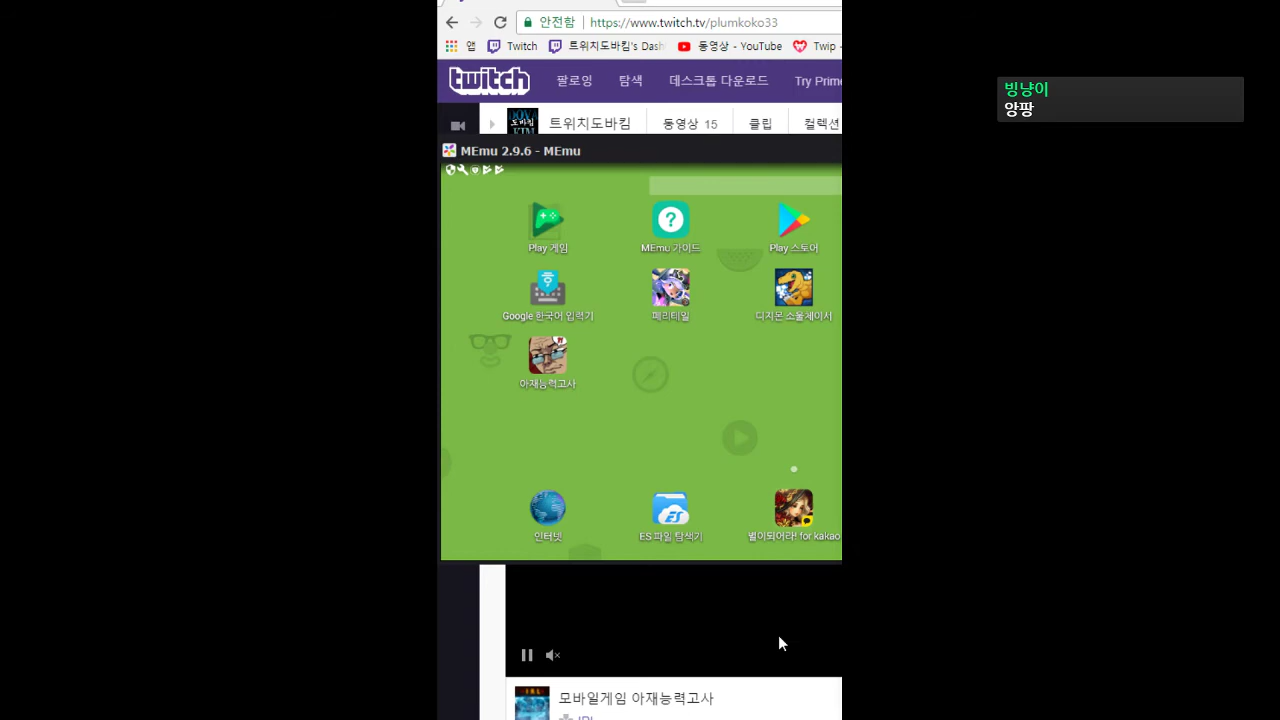 안전함 https://www.twitch.tv/plumkoko33
앱 Twitch 트위치도바킴's Dash 동영상 - YouTube Twip -
twitch 팔로잉 탐색 데스크톱 다운로드 Try Prime
빙냥이
앙팡
트위치도바킴 동영상 15 클립 컬렉션
MEmu 2.9.6 - MEmu
Play 게임 MEmu 가이드 Play 스토어
Google 한국어 입력기 페리테일 디지몬 소울체이서
아재능력고사
인터넷 ES 파일 탐색기 별이되어라! for kakao
모바일게임 아재능력고사
IRL